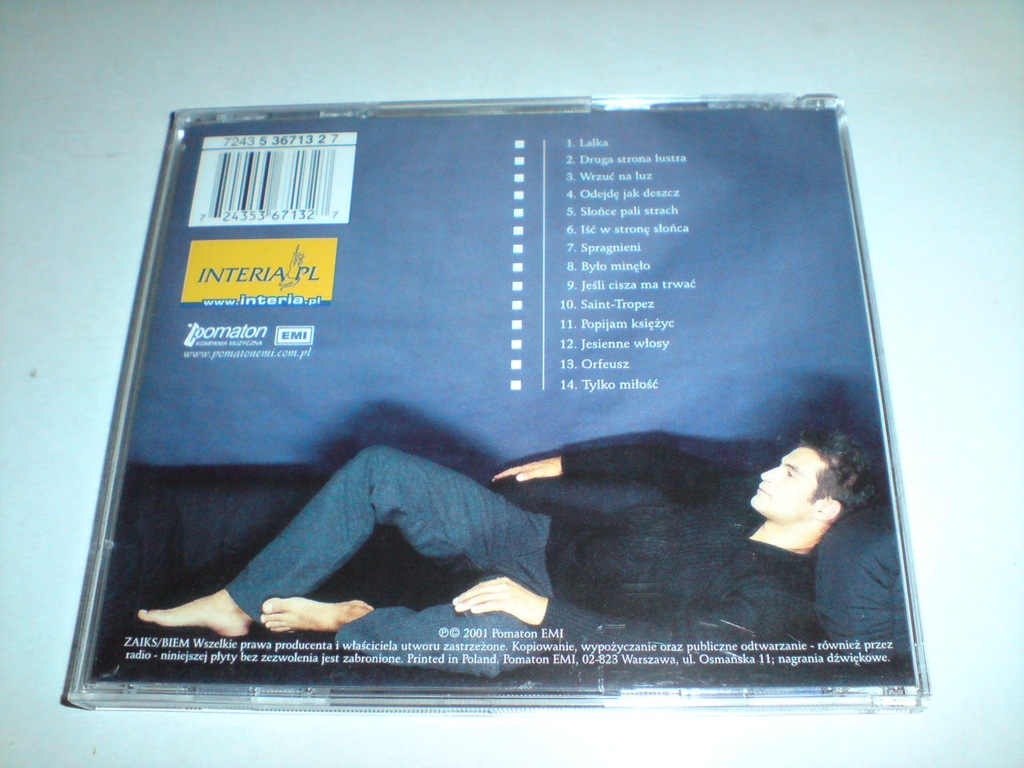 7243 5 36713 2 7
7 24353 67132 7
INTERIA.PL
www.interia.pl
pomaton EMI
KOMPANIA MUZYCZNA
www.pomatonemi.com.pl
1. Lalka
2. Druga strona lustra
3. Wrzuć na luz
4. Odejdę jak deszcz
5. Słońce pali strach
6. Iść w stronę słońca
7. Spragnieni
8. Było minęło
9. Jeśli cisza ma trwać
10. Saint-Tropez
11. Popijam księżyc
12. Jesienne włosy
13. Orfeusz
14. Tylko miłość
℗© 2001 Pomaton EMI
ZAIKS/BIEM Wszelkie prawa producenta i właściciela utworu zastrzeżone. Kopiowanie, wypożyczanie oraz publiczne odtwarzanie - również przez
radio - niniejszej płyty bez zezwolenia jest zabronione. Printed in Poland. Pomaton EMI, 02-823 Warszawa, ul. Osmańska 11; nagrania dźwiękowe.